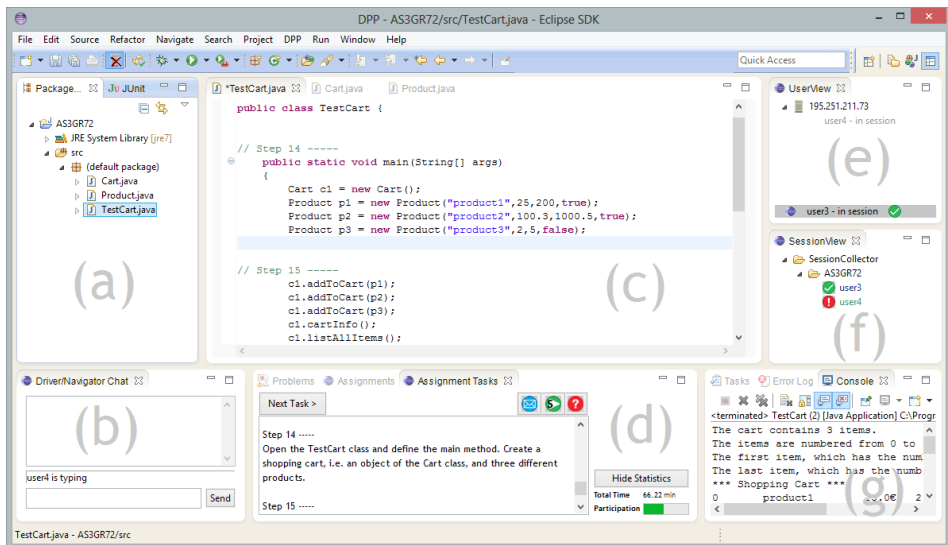 DPP - AS3GR72/src/TestCart.java - Eclipse SDK
File Edit Source Refactor Navigate Search Project DPP Run Window Help
Quick Access
Package... JUnit
AS3GR72
JRE System Library [jre7]
src
(default package)
Cart.java
Product.java
TestCart.java
(a)
*TestCart.java Cart.java Product.java
public class TestCart {
// Step 14 -----
public static void main(String[] args)
{
Cart c1 = new Cart();
Product p1 = new Product("product1",25,200,true);
Product p2 = new Product("product2",100.3,1000.5,true);
Product p3 = new Product("product3",2,5,false);
// Step 15 -----
c1.addToCart(p1);
c1.addToCart(p2);
c1.addToCart(p3);
c1.cartInfo();
c1.listAllItems();
(c)
UserView
195.251.211.73
user4 - in session
(e)
user3 - in session
SessionView
SessionCollector
AS3GR72
user3
user4
(f)
Driver/Navigator Chat
(b)
user4 is typing
Send
Problems Assignments Assignment Tasks
Next Task >
Step 14 -----
Open the TestCart class and define the main method. Create a
shopping cart, i.e. an object of the Cart class, and three different
products.
Step 15 -----
(d)
Hide Statistics
Total Time 66.22 min
Participation
Tasks Error Log Console
<terminated> TestCart (2) [Java Application] C:\Progr
The cart contains 3 items.
The items are numbered from 0 to
The first item, which has the num
The last item, which has the numb
*** Shopping Cart ***
0 product1 .0€ 2
(g)
TestCart.java - AS3GR72/src